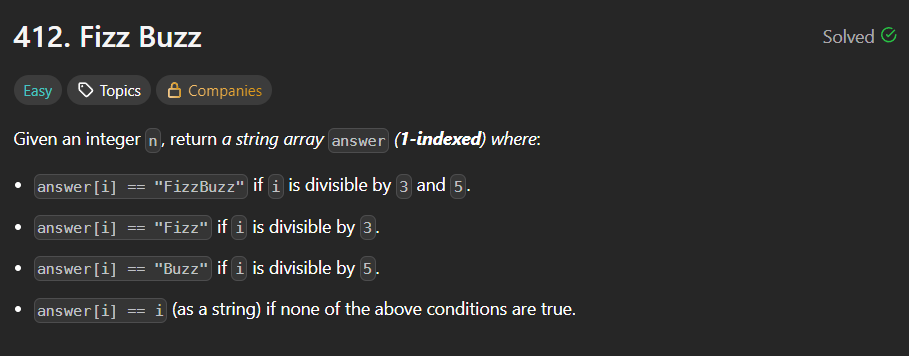 412. Fizz Buzz
Solved
Easy Topics Companies
Given an integer n, return a string array answer (1-indexed) where:
• answer[i] == "FizzBuzz" if i is divisible by 3 and 5.
• answer[i] == "Fizz" if i is divisible by 3.
• answer[i] == "Buzz" if i is divisible by 5.
• answer[i] == i (as a string) if none of the above conditions are true.